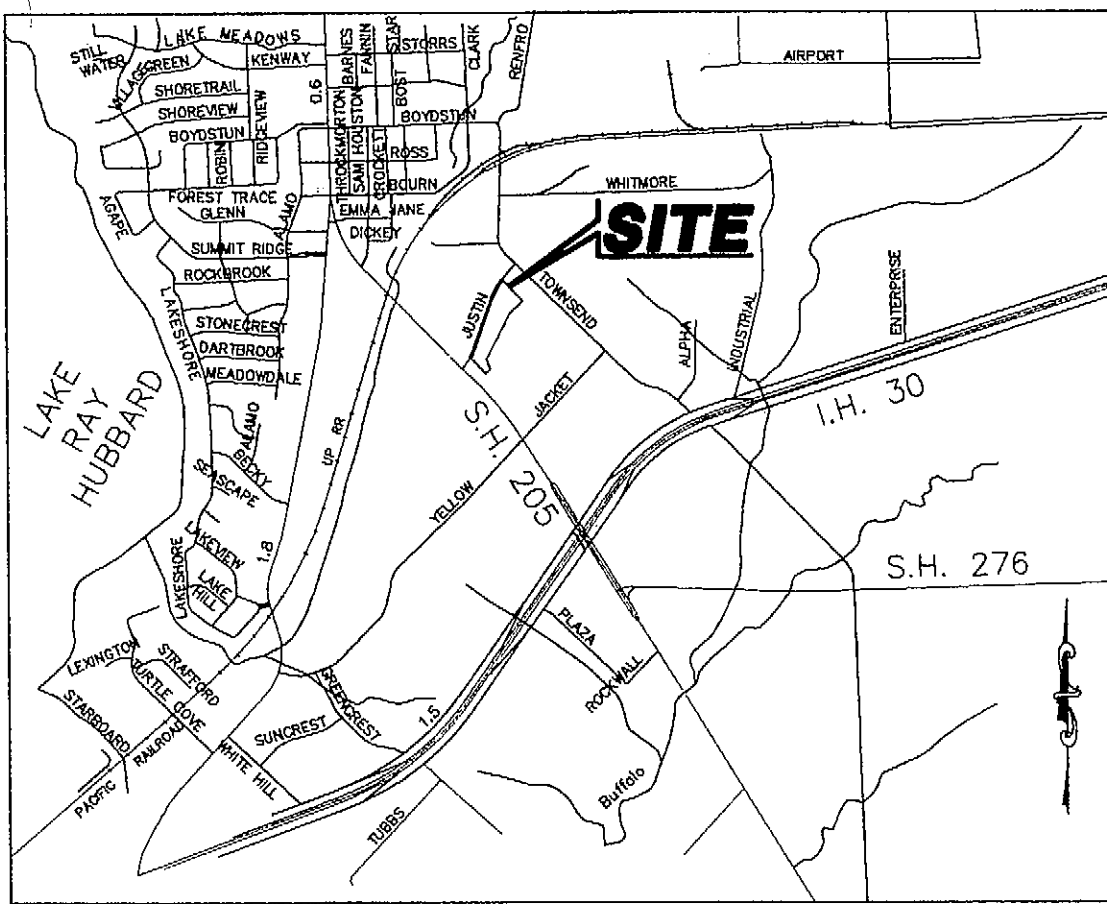 LAKE MEADOWS
STILL
WATER
VILLAGEGREEN
KENWAY
SHORETRAIL
SHOREVIEW
BOYDSTUN
ROBIN
RIDGEVIEW
0.6
THROCKMORTON
BARNES
SAM HOUSTON
FANNIN
CROCKETT
STAR
BOST
STORRS
CLARK
RENFRO
BOYDSTUN
ROSS
BOURN
AIRPORT
WHITMORE
AGAPE
FOREST TRACE
GLENN
ALAMO
EMMA JANE
DICKEY
SUMMIT RIDGE
ROCKBROOK
SITE
LAKESHORE
STONECREST
DARTBROOK
MEADOWDALE
JUSTIN
TOWNSEND
ALPHA
INDUSTRIAL
ENTERPRISE
LAKE
RAY
HUBBARD
ALAMO
BECKY
SEASCAPE
UP RR
S.H. 205
YELLOW
JACKET
I.H. 30
LAKESHORE
LAKEVIEW
LAKE
HILL
1.8
S.H. 276
LEXINGTON
STRAFFORD
TURTLE COVE
STARBOARD
PACIFIC
RAILROAD
WHITE HILL
SUNCREST
GREENCREST
1.5
PLAZA
ROCKWALL
Buffalo
TUBBS